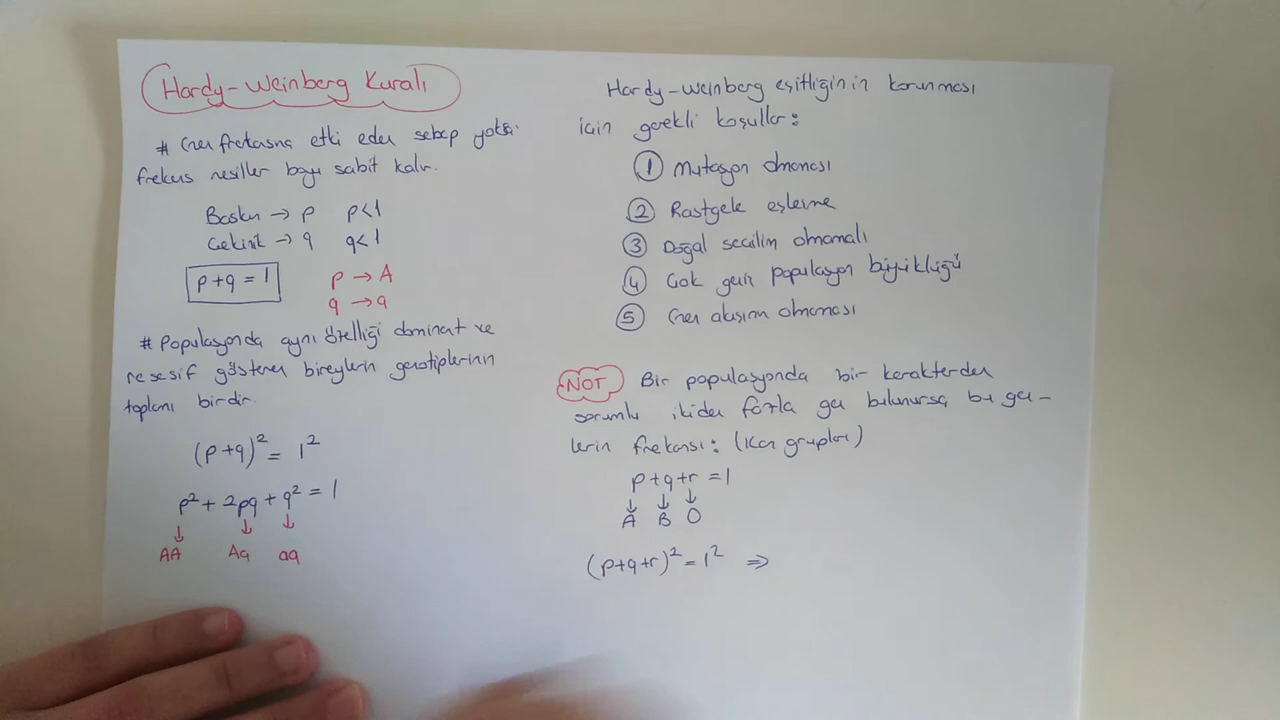 Hardy-Weinberg Kuralı
# Gen frekansına etki eden sebep yoksa
frekans nesiller boyu sabit kalır.
Baskın → p p<1
Çekinik → q q<1
p+q=1
p → A
q → a
# Populasyonda aynı özelliği dominant ve
resesif gösteren bireylerin genotiplerinin
toplamı birdir.
(p+q)² = 1²
p² + 2pq + q² = 1
↓ ↓ ↓
AA Aa aa
Hardy-Weinberg eşitliğinin korunması
için gerekli koşullar:
① Mutasyon olmaması
② Rastgele eşleme
③ Doğal seçilim olmamalı
④ Çok geniş populasyon büyüklüğü
⑤ Gen akışının olmaması
NOT Bir populasyonda bir karakterden
sorumlu ikiden fazla gen bulunursa bu gen-
lerin frekansı: (Kan grupları)
p+q+r=1
↓ ↓ ↓
A B O
(p+q+r)² = 1² ⇒